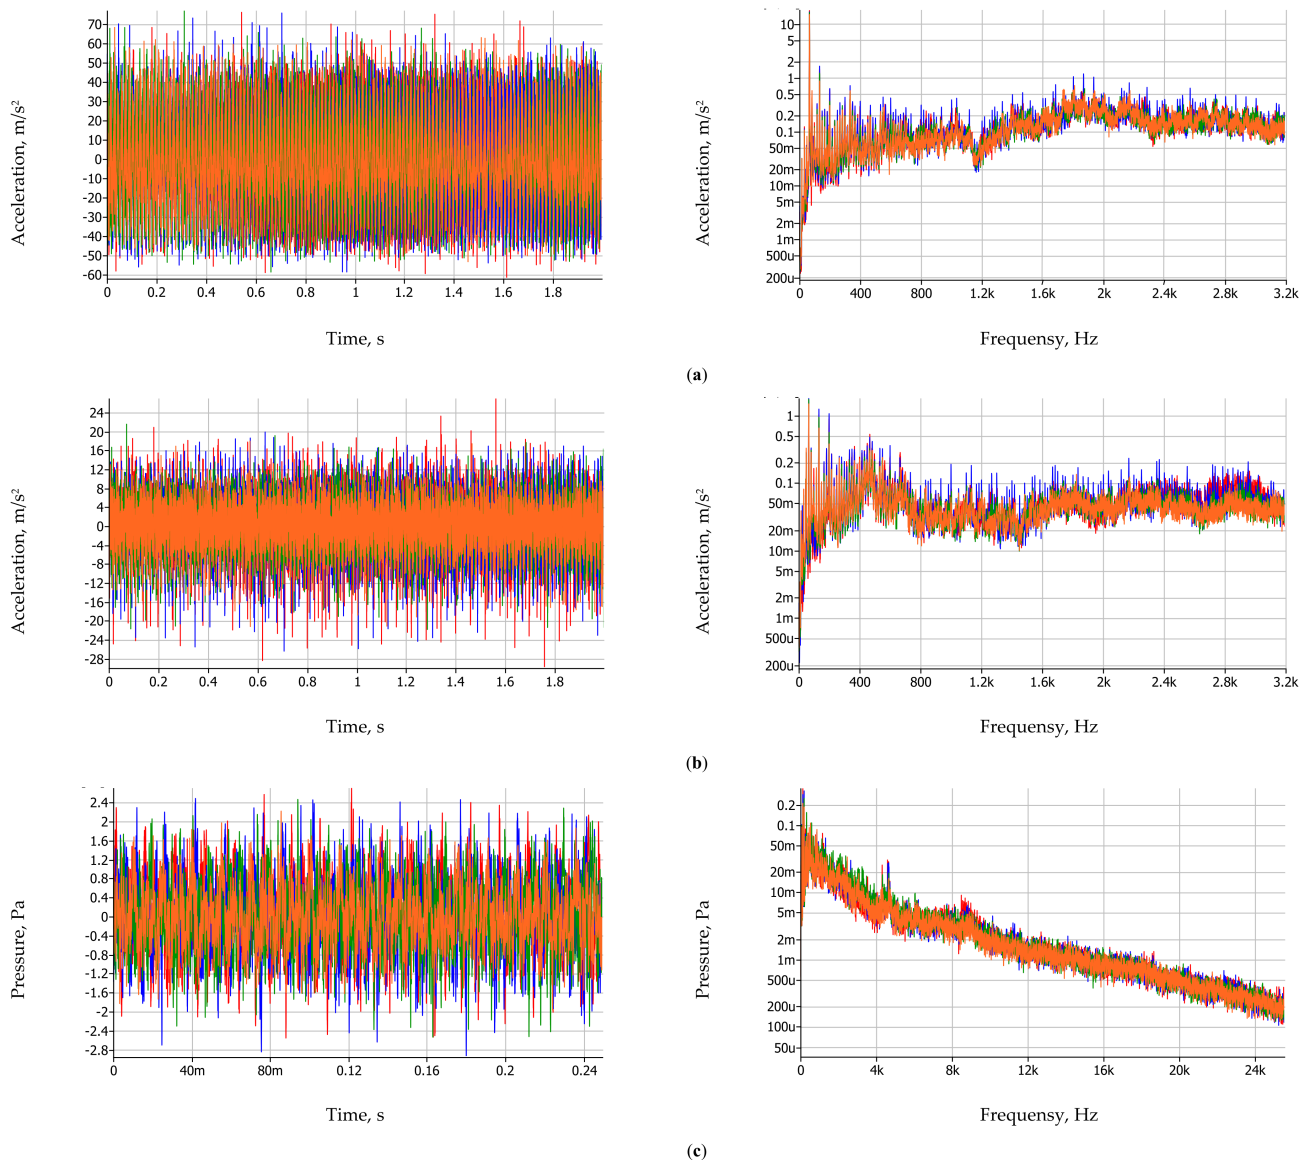 70
60
50
40
30
20
10
0
-10
-20
-30
-40
-50
-60
0 0.2 0.4 0.6 0.8 1 1.2 1.4 1.6 1.8
Acceleration, m/s²
Time, s
10
5
2
1
0.5
0.2
0.1
50m
20m
10m
5m
2m
1m
500u
200u
0 400 800 1.2k 1.6k 2k 2.4k 2.8k 3.2k
Acceleration, m/s²
Frequensy, Hz
(a)
24
20
16
12
8
4
0
-4
-8
-12
-16
-20
-24
-28
0 0.2 0.4 0.6 0.8 1 1.2 1.4 1.6 1.8
Acceleration, m/s²
Time, s
1
0.5
0.2
0.1
50m
20m
10m
5m
2m
1m
500u
200u
0 400 800 1.2k 1.6k 2k 2.4k 2.8k 3.2k
Acceleration, m/s²
Frequensy, Hz
(b)
2.4
2
1.6
1.2
0.8
0.4
0
-0.4
-0.8
-1.2
-1.6
-2
-2.4
-2.8
0 40m 80m 0.12 0.16 0.2 0.24
Pressure, Pa
Time, s
0.2
0.1
50m
20m
10m
5m
2m
1m
500u
200u
100u
50u
0 4k 8k 12k 16k 20k 24k
Pressure, Pa
Frequensy, Hz
(c)